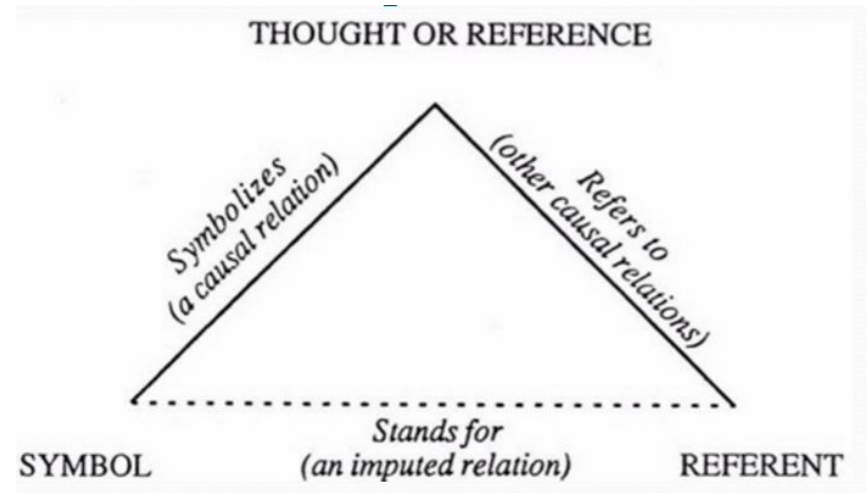 THOUGHT OR REFERENCE
Symbolizes
(a causal relation)
Refers to
(other causal relations)
Stands for
(an imputed relation)
SYMBOL
REFERENT